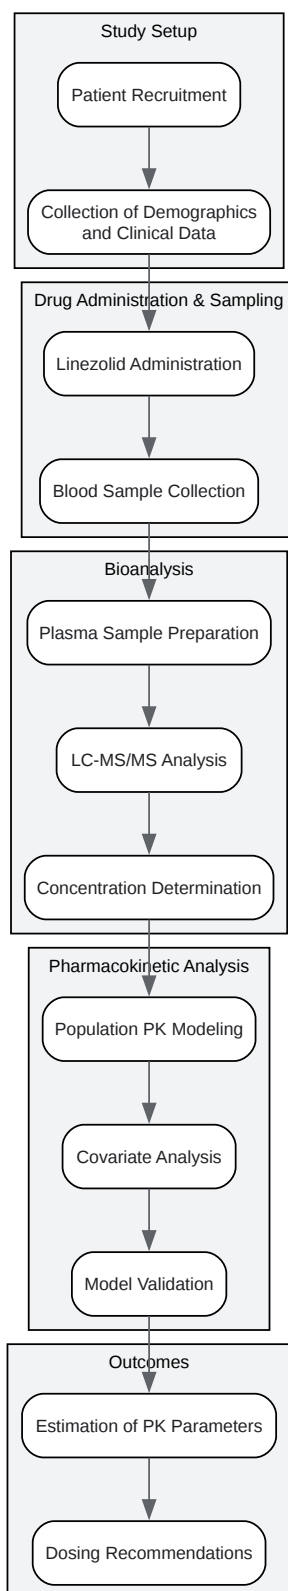 Study Setup
Patient Recruitment
Collection of Demographics
and Clinical Data
Drug Administration & Sampling
Linezolid Administration
Blood Sample Collection
Bioanalysis
Plasma Sample Preparation
LC-MS/MS Analysis
Concentration Determination
Pharmacokinetic Analysis
Population PK Modeling
Covariate Analysis
Model Validation
Outcomes
Estimation of PK Parameters
Dosing Recommendations